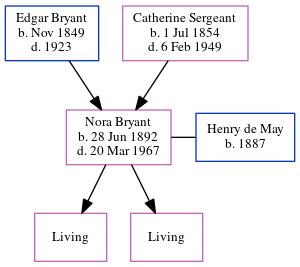 Edgar Bryant
b. Nov 1849
d. 1923
Catherine Sergeant
b. 1 Jul 1854
d. 6 Feb 1949
Nora Bryant
b. 28 Jun 1892
d. 20 Mar 1967
Henry de May
b. 1887
Living
Living